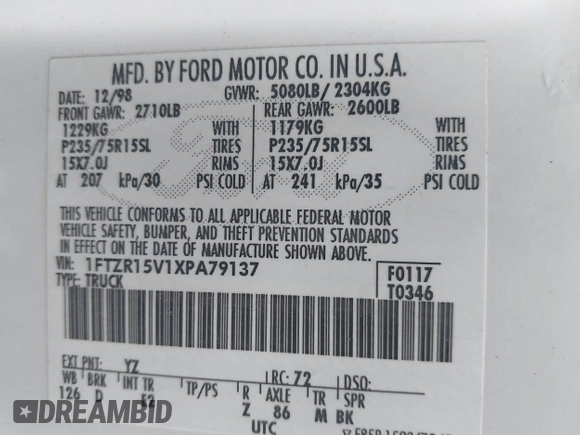 MFD. BY FORD MOTOR CO. IN U.S.A.
DATE: 12/98 GVWR: 5080LB/ 2304KG
FRONT GAWR: 2710LB REAR GAWR: 2600LB
1229KG WITH 1179KG WITH
P235/75R15SL TIRES P235/75R15SL TIRES
15X7.0J RIMS 15X7.0J RIMS
AT 207 kPa/30 PSI COLD AT 241 kPa/35 PSI COLD
THIS VEHICLE CONFORMS TO ALL APPLICABLE FEDERAL MOTOR
VEHICLE SAFETY, BUMPER, AND THEFT PREVENTION STANDARDS
IN EFFECT ON THE DATE OF MANUFACTURE SHOWN ABOVE.
VIN: 1FTZR15V1XPA79137 F0117
TYPE: TRUCK T0346
EXT PNT: YZ RC: 72 DSO:
WB BRK INT TR TP/PS R AXLE TR SPR
126 D Z 86 M BK
UTC
DREAMBID